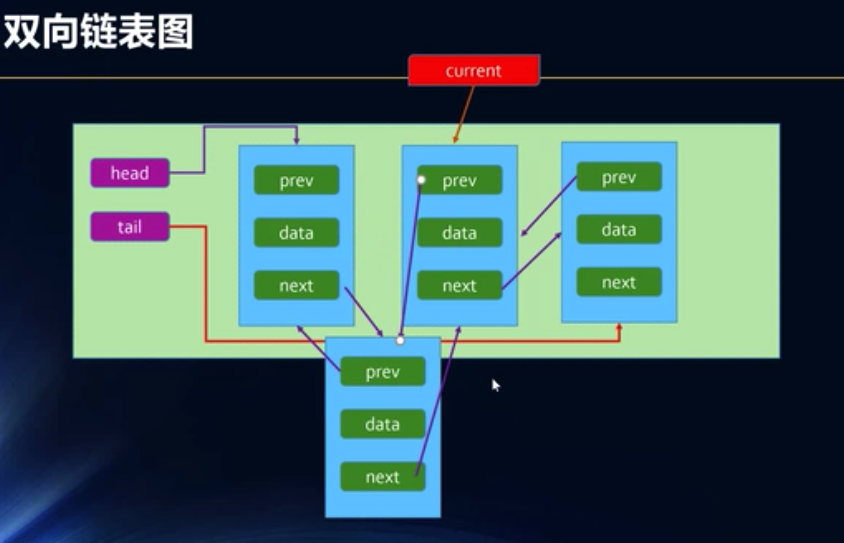 双向链表图
current
head
tail
prev
data
next
prev
data
next
prev
data
next
prev
data
next